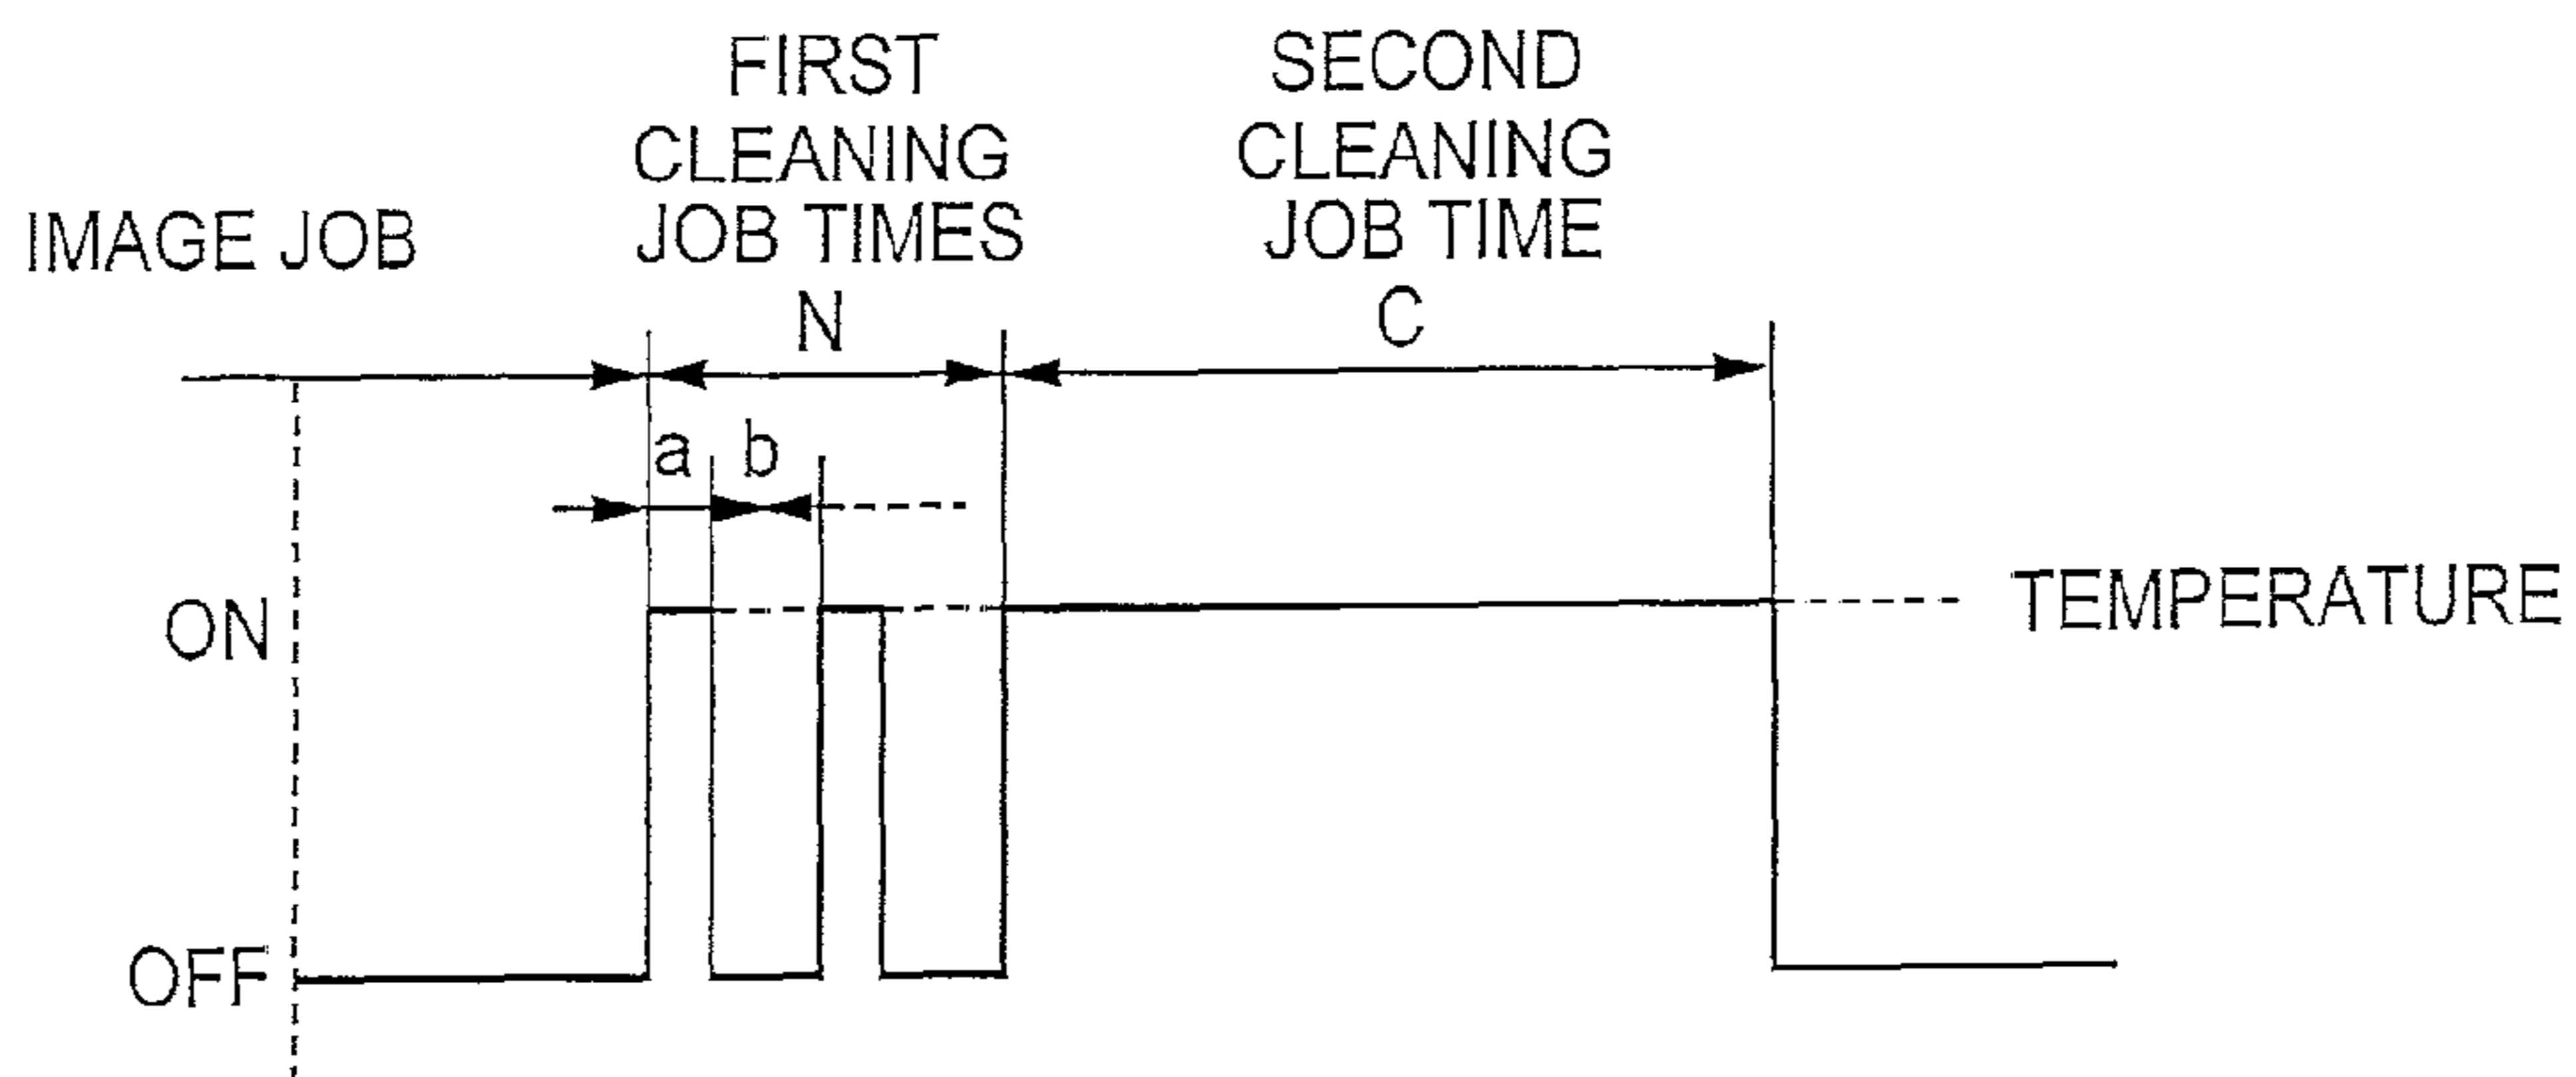 IMAGE JOB
FIRST
CLEANING
JOB TIMES
N
SECOND
CLEANING
JOB TIME
C
a
b
ON
TEMPERATURE
OFF